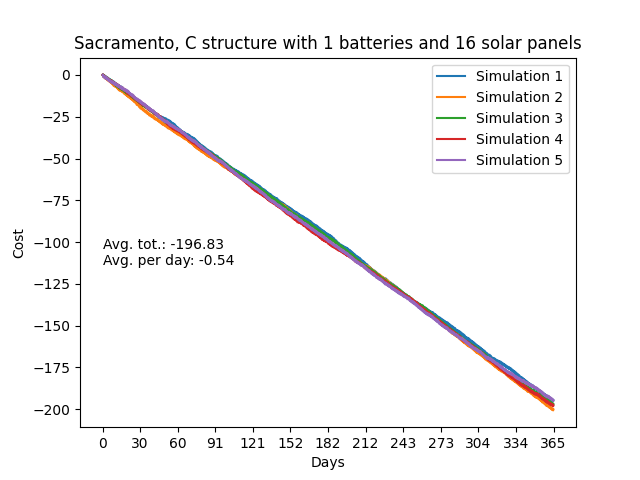 Sacramento, C structure with 1 batteries and 16 solar panels
Simulation 1
Simulation 2
Simulation 3
Simulation 4
Simulation 5
Cost
0
−25
−50
−75
−100
−125
−150
−175
−200
Avg. tot.: -196.83
Avg. per day: -0.54
0 30 60 91 121 152 182 212 243 273 304 334 365
Days